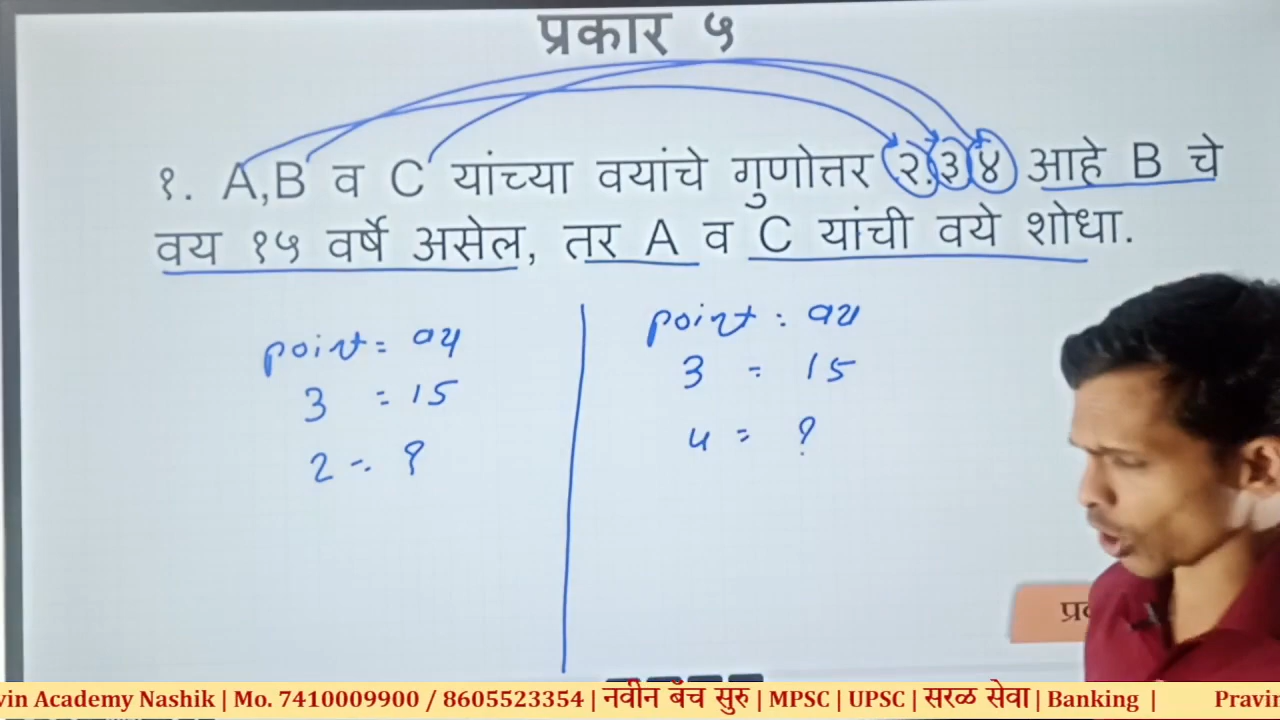 प्रकार ५
१. A,B व C यांच्या वयांचे गुणोत्तर २:३:४ आहे B चे
वय १५ वर्षे असेल, तर A व C यांची वये शोधा.
point = वय
3 = 15
2 = ?
point : वय
3 = 15
4 = ?
vin Academy Nashik | Mo. 7410009900 / 8605523354 | नवीन बॅच सुरु | MPSC | UPSC | सरळ सेवा | Banking | Pravin